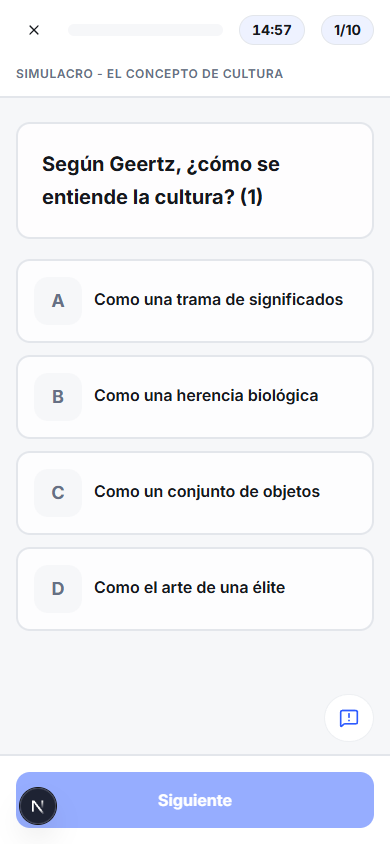 14:57
1/10
SIMULACRO - EL CONCEPTO DE CULTURA
Según Geertz, ¿cómo se
entiende la cultura? (1)
A
Como una trama de significados
B
Como una herencia biológica
C
Como un conjunto de objetos
D
Como el arte de una élite
Siguiente
N